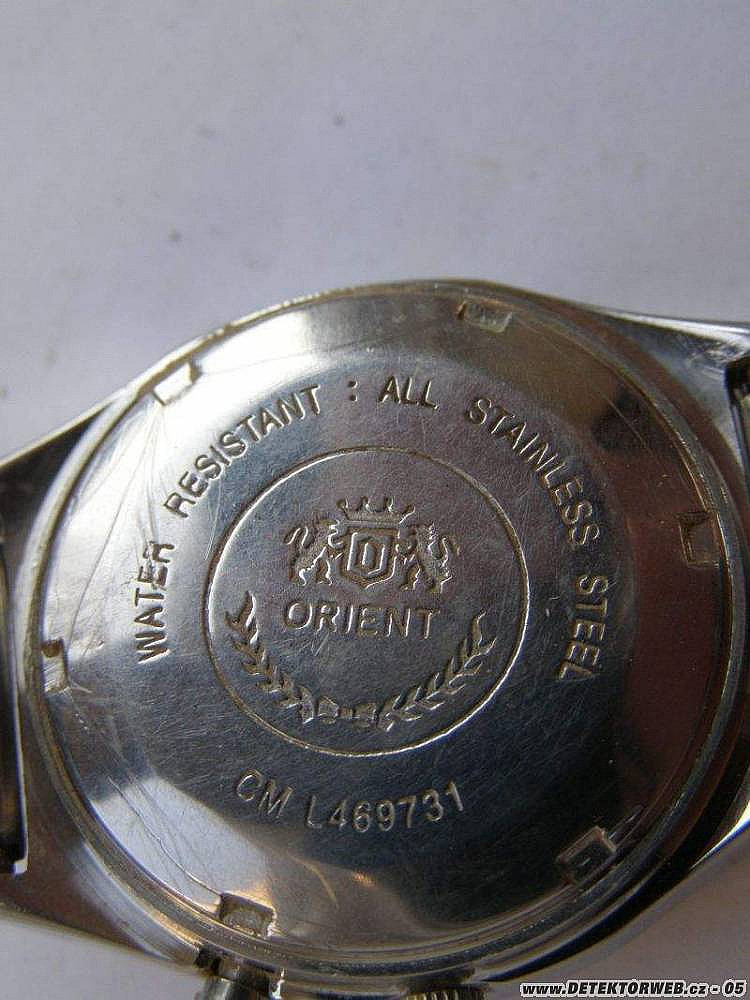 WATER RESISTANT : ALL STAINLESS STEEL
ORIENT
CM L469731
www.DETEKTORWEB.cz - 05